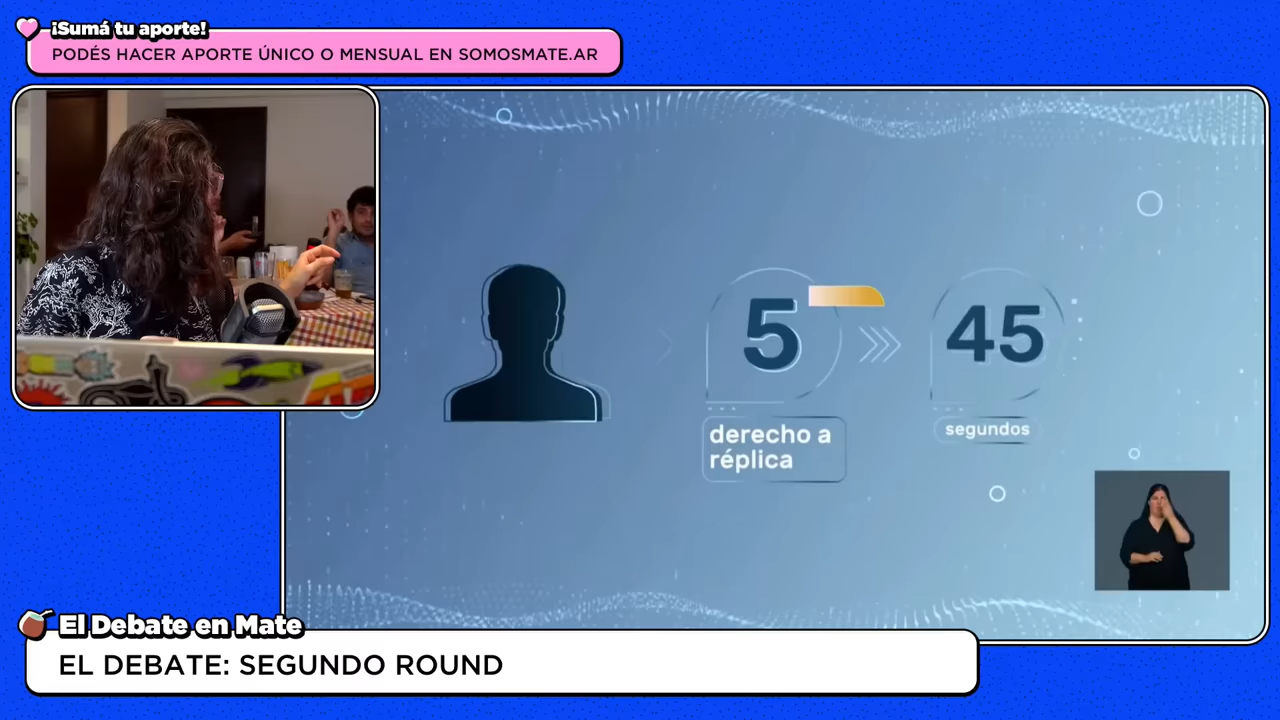 ¡Sumá tu aporte!
PODÉS HACER APORTE ÚNICO O MENSUAL EN SOMOSMATE.AR
5
derecho a
réplica
45
segundos
El Debate en Mate
EL DEBATE: SEGUNDO ROUND